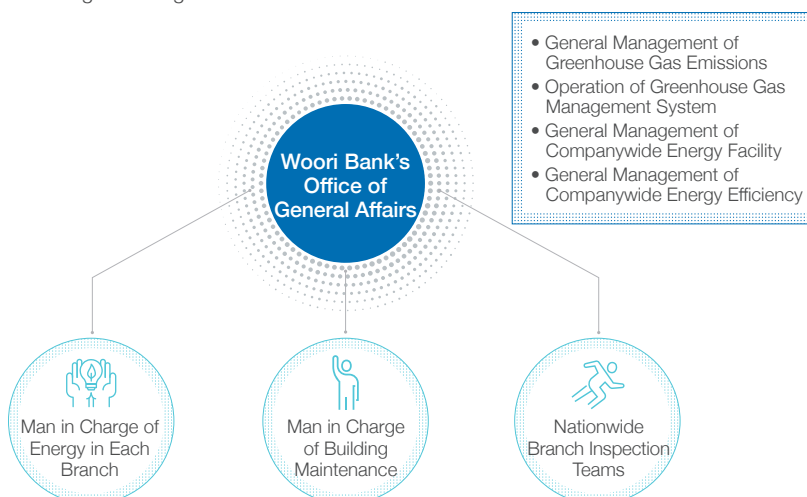 • General Management of
Greenhouse Gas Emissions
• Operation of Greenhouse Gas
Management System
• General Management of
Companywide Energy Facility
• General Management of
Companywide Energy Efficiency
Woori Bank's
Office of
General Affairs
Man in Charge of
Energy in Each
Branch
Man in Charge
of Building
Maintenance
Nationwide
Branch Inspection
Teams